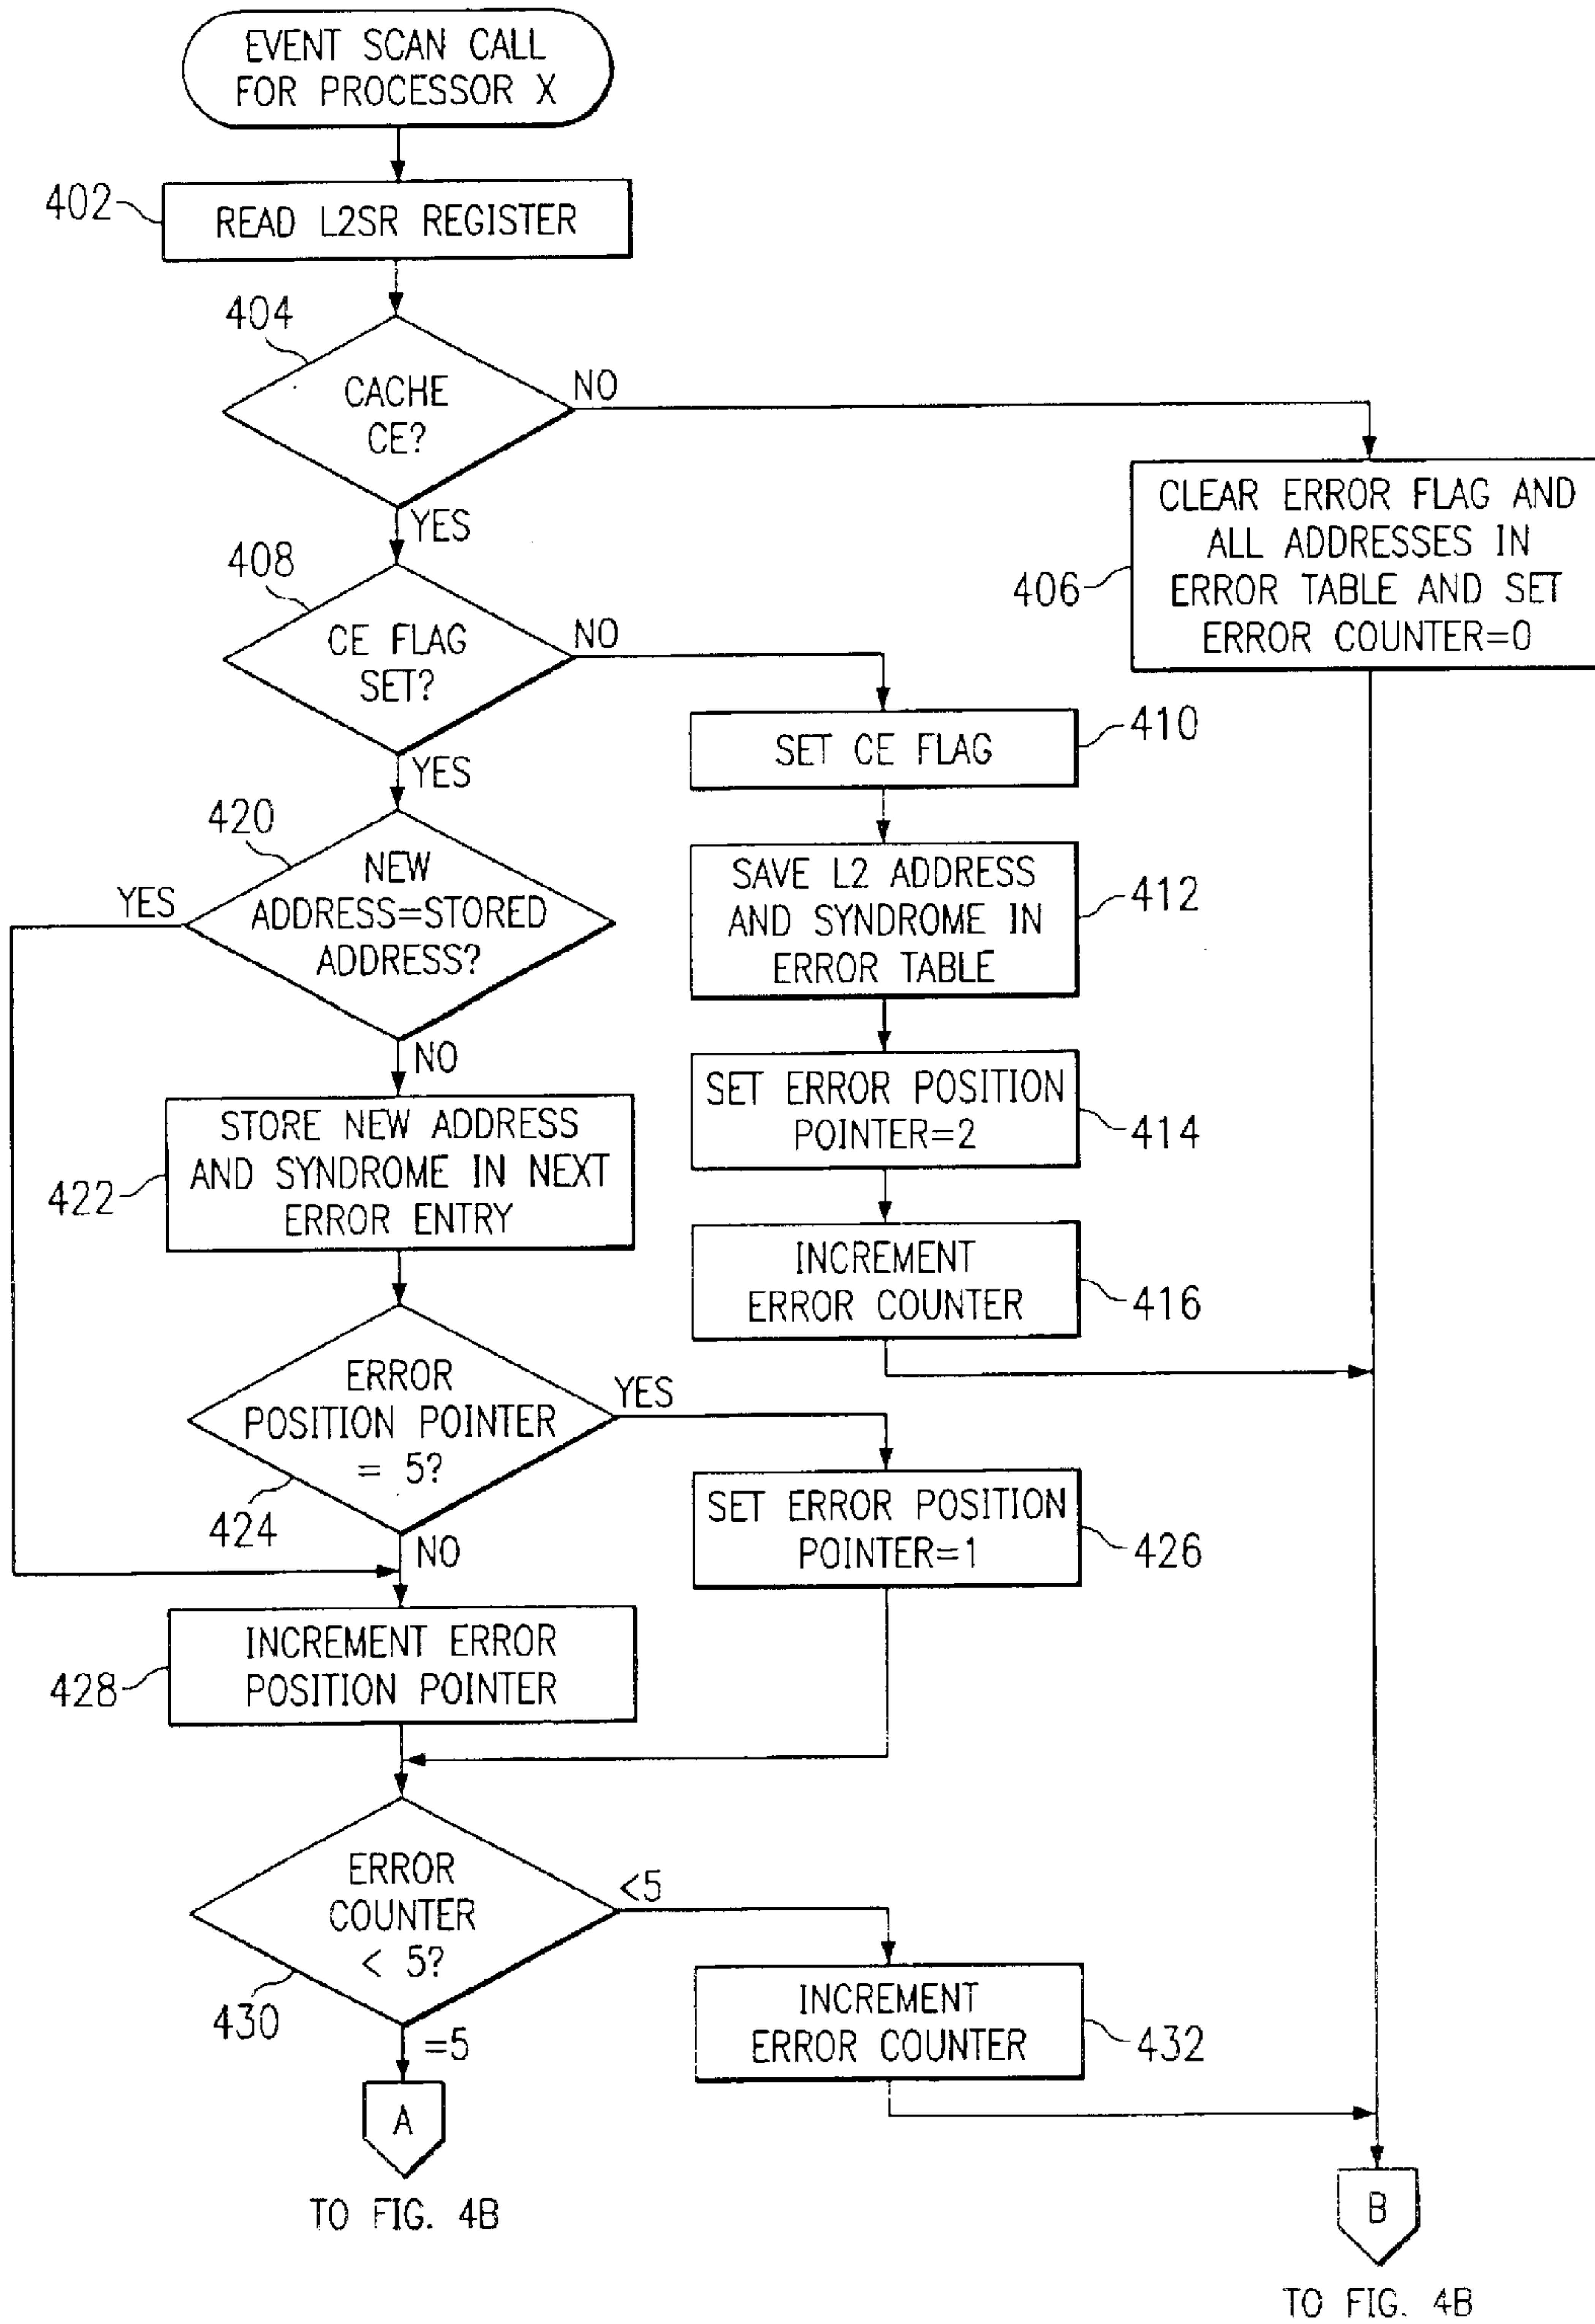 EVENT SCAN CALL
FOR PROCESSOR X
402
READ L2SR REGISTER
404
CACHE
CE?
NO
YES
CLEAR ERROR FLAG AND
ALL ADDRESSES IN
ERROR TABLE AND SET
ERROR COUNTER=0
406
408
CE FLAG
SET?
NO
YES
SET CE FLAG
410
420
NEW
ADDRESS=STORED
ADDRESS?
YES
NO
SAVE L2 ADDRESS
AND SYNDROME IN
ERROR TABLE
412
SET ERROR POSITION
POINTER=2
414
STORE NEW ADDRESS
AND SYNDROME IN NEXT
ERROR ENTRY
422
INCREMENT
ERROR COUNTER
416
ERROR
POSITION POINTER
= 5?
YES
424
NO
SET ERROR POSITION
POINTER=1
426
INCREMENT ERROR
POSITION POINTER
428
ERROR
COUNTER
< 5?
<5
430
=5
INCREMENT
ERROR COUNTER
432
A
TO FIG. 4B
B
TO FIG. 4B